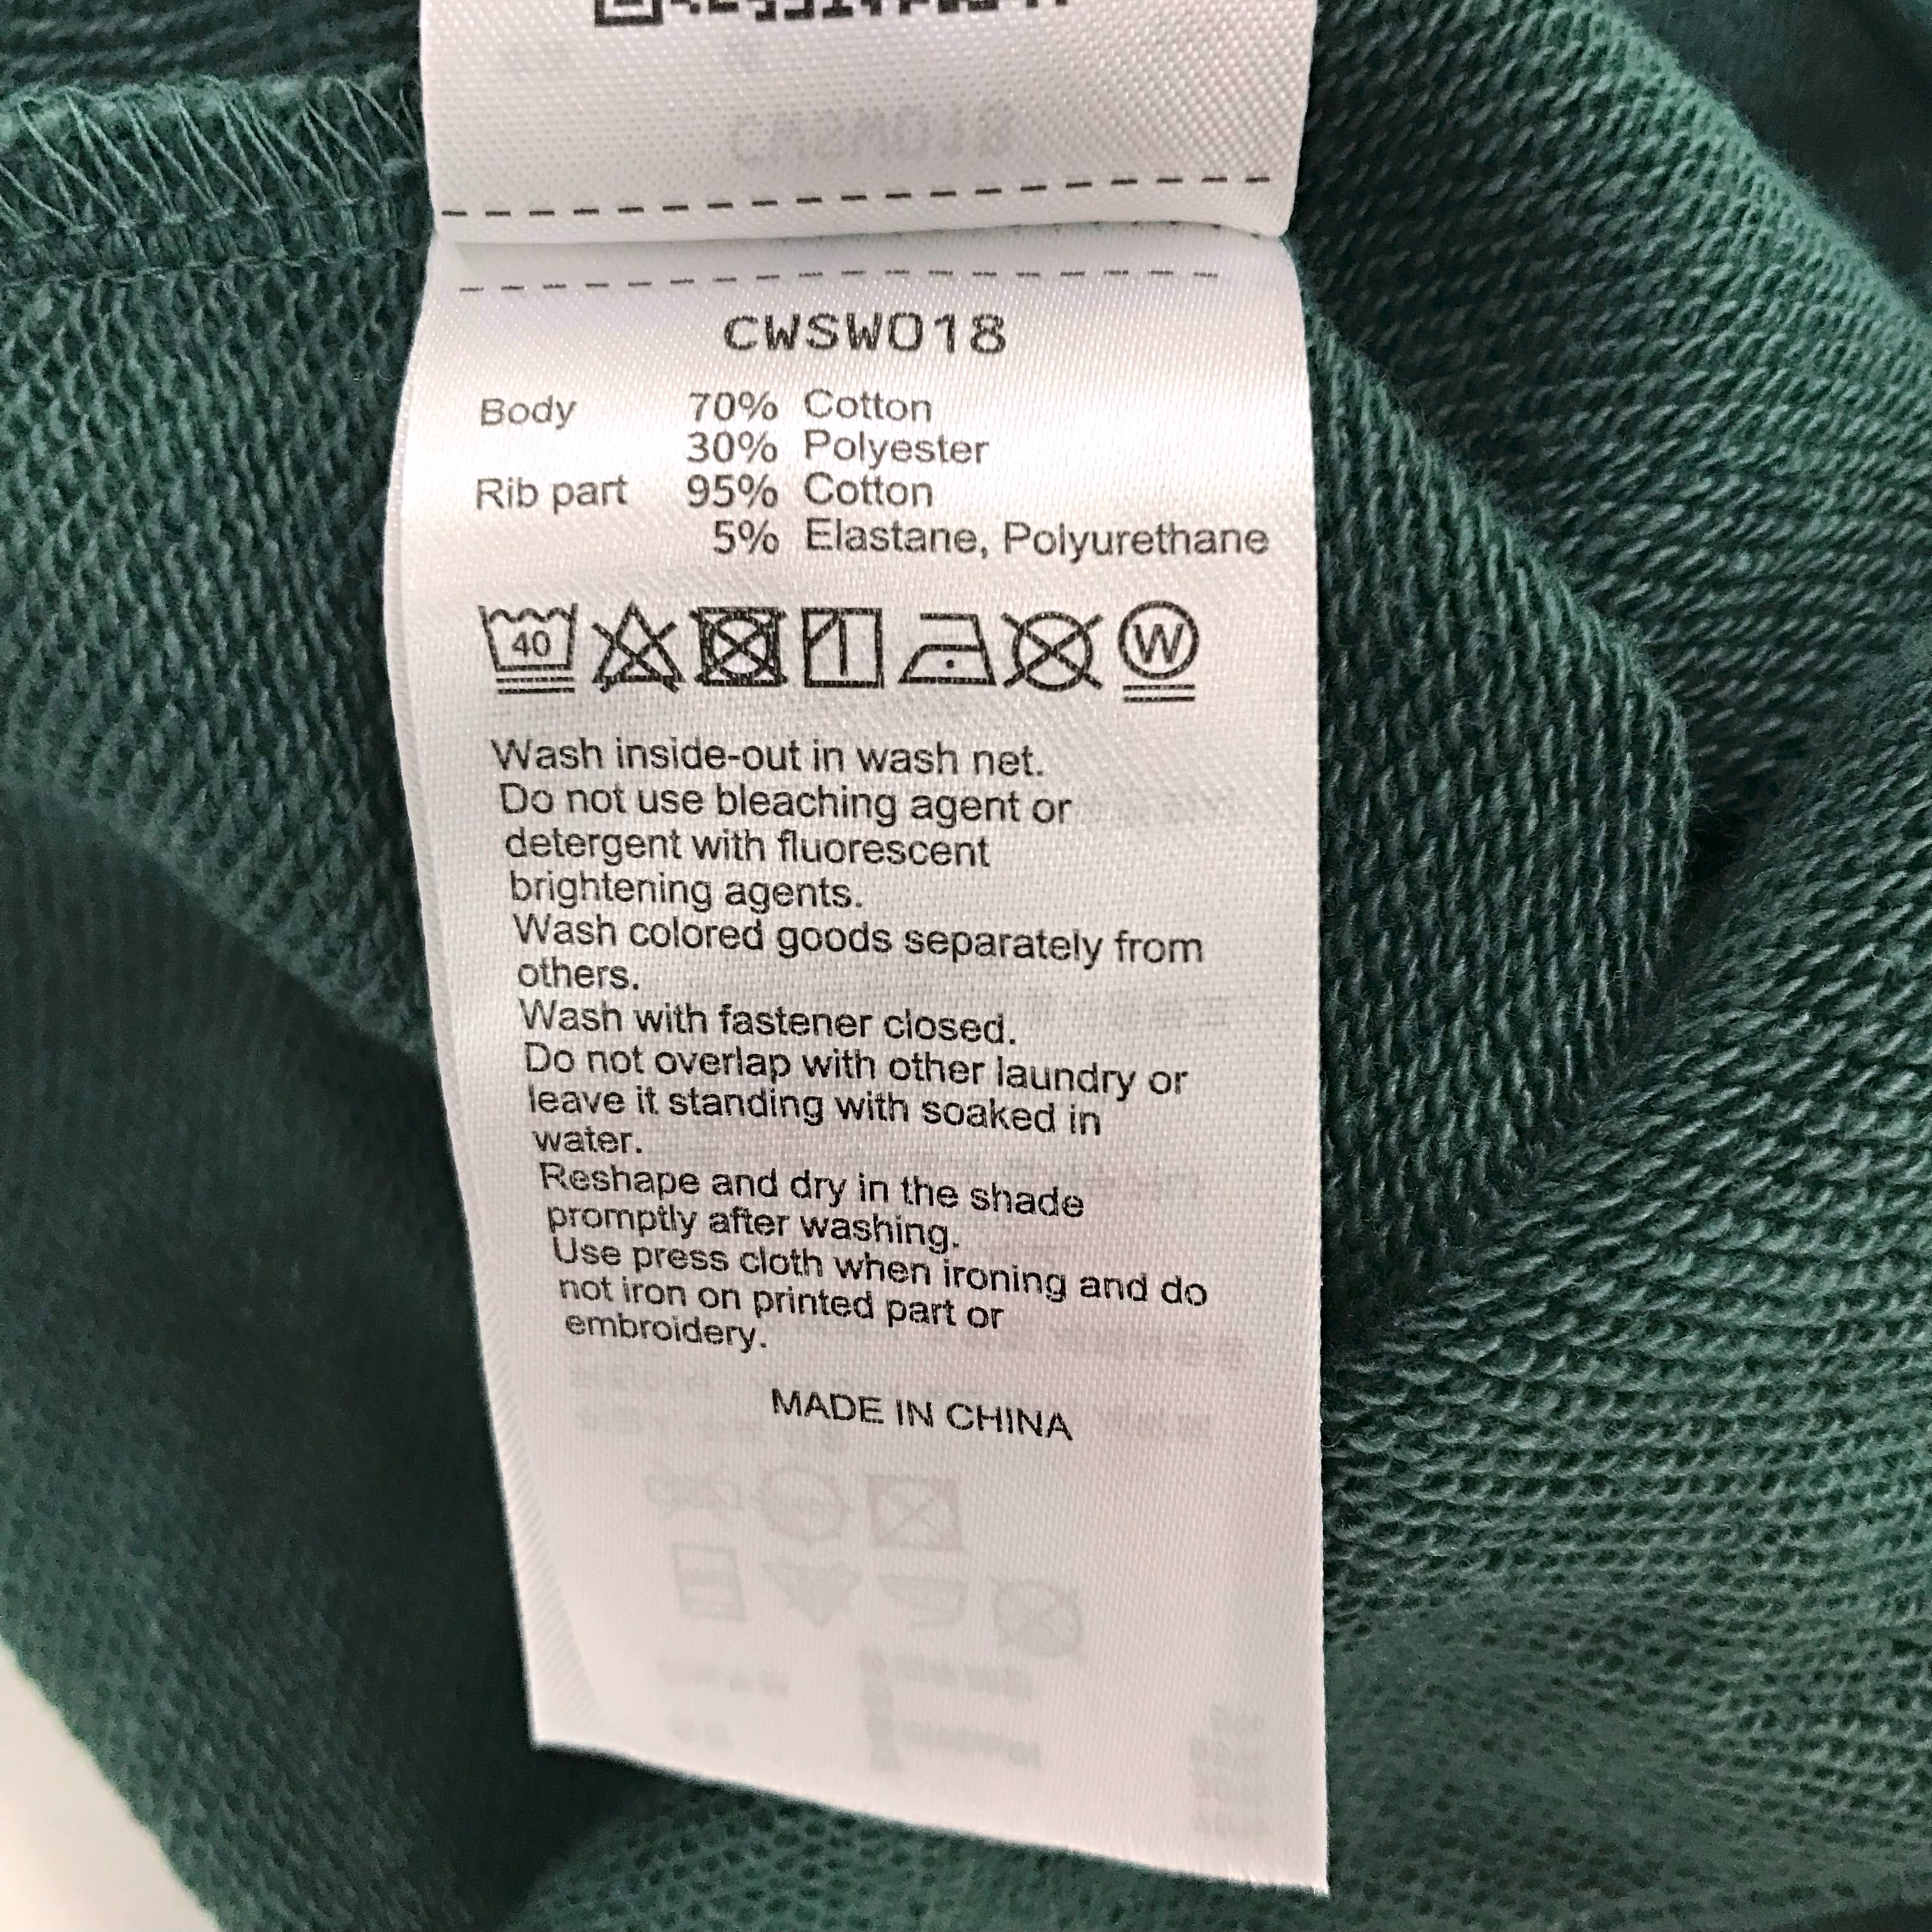 CWSW018
Body 70% Cotton
30% Polyester
Rib part 95% Cotton
5% Elastane, Polyurethane
40 W
Wash inside-out in wash net.
Do not use bleaching agent or
detergent with fluorescent
brightening agents.
Wash colored goods separately from
others.
Wash with fastener closed.
Do not overlap with other laundry or
leave it standing with soaked in
water.
Reshape and dry in the shade
promptly after washing.
Use press cloth when ironing and do
not iron on printed part or
embroidery.
MADE IN CHINA